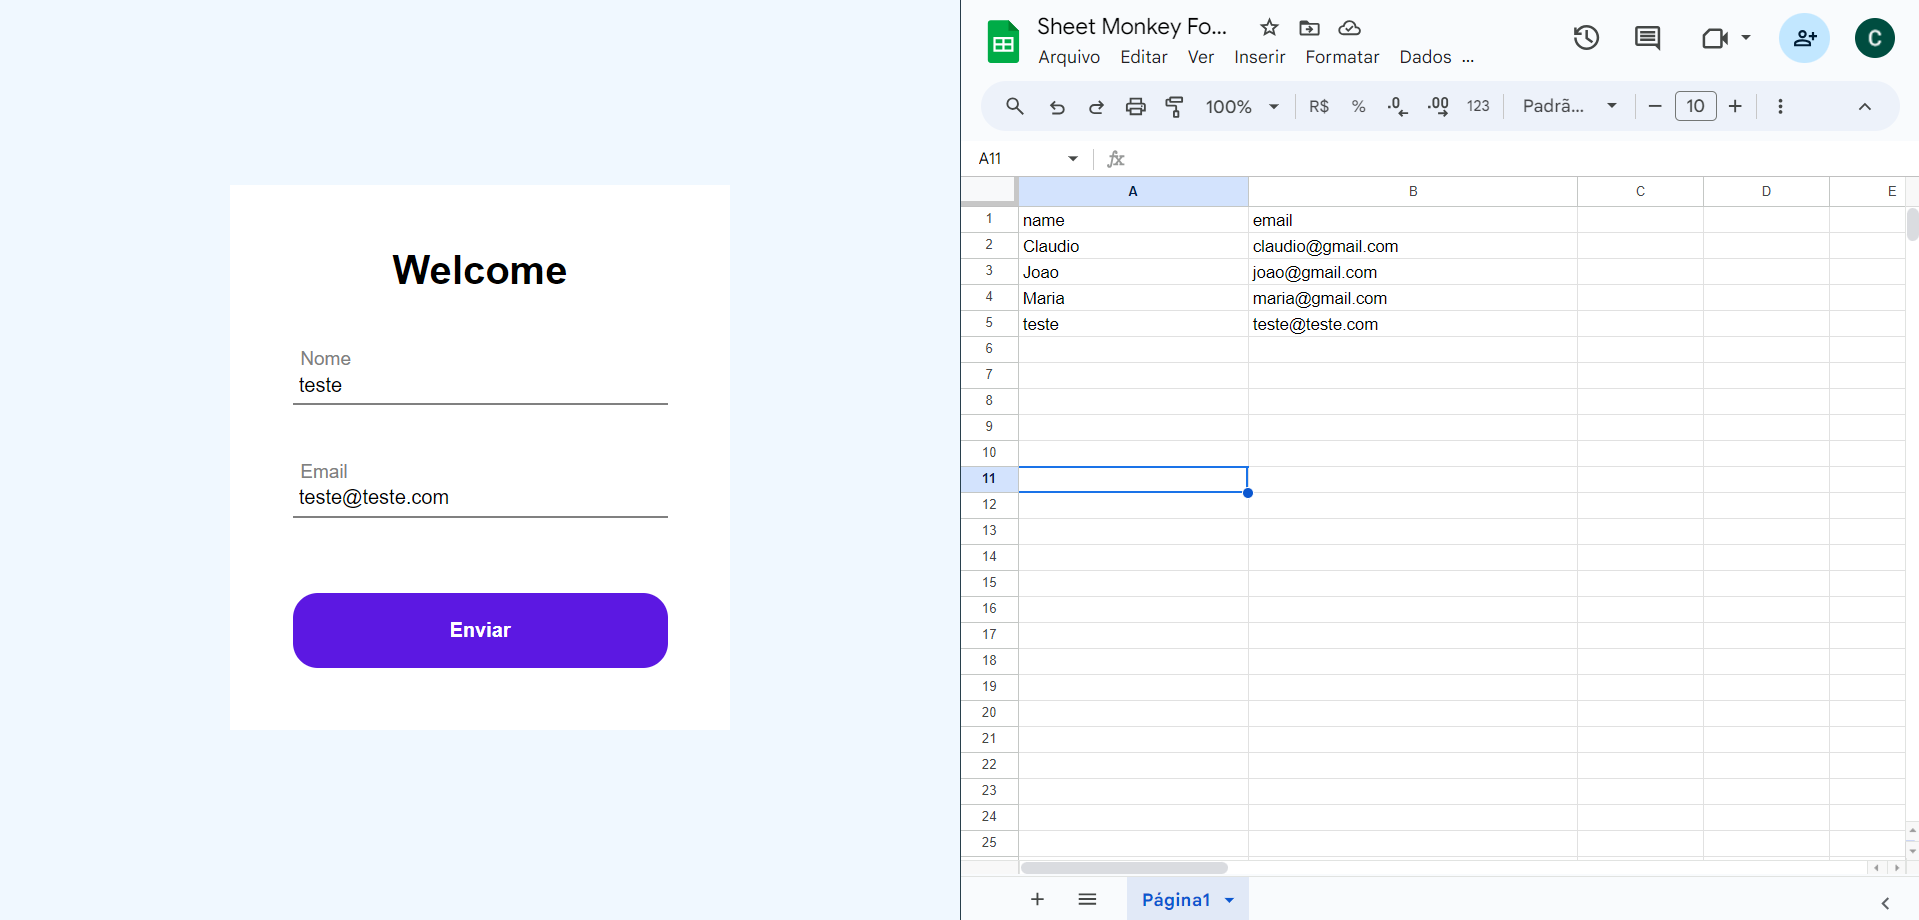 Welcome
Nome
teste
Email
teste@teste.com
Enviar
Sheet Monkey Fo...
Arquivo Editar Ver Inserir Formatar Dados ...
C
100% R$ % .0 .00 123 Padrã... 10
A11 fx
A B C D E
1 name email
2 Claudio claudio@gmail.com
3 Joao joao@gmail.com
4 Maria maria@gmail.com
5 teste teste@teste.com
6
7
8
9
10
11
12
13
14
15
16
17
18
19
20
21
22
23
24
25
Página1